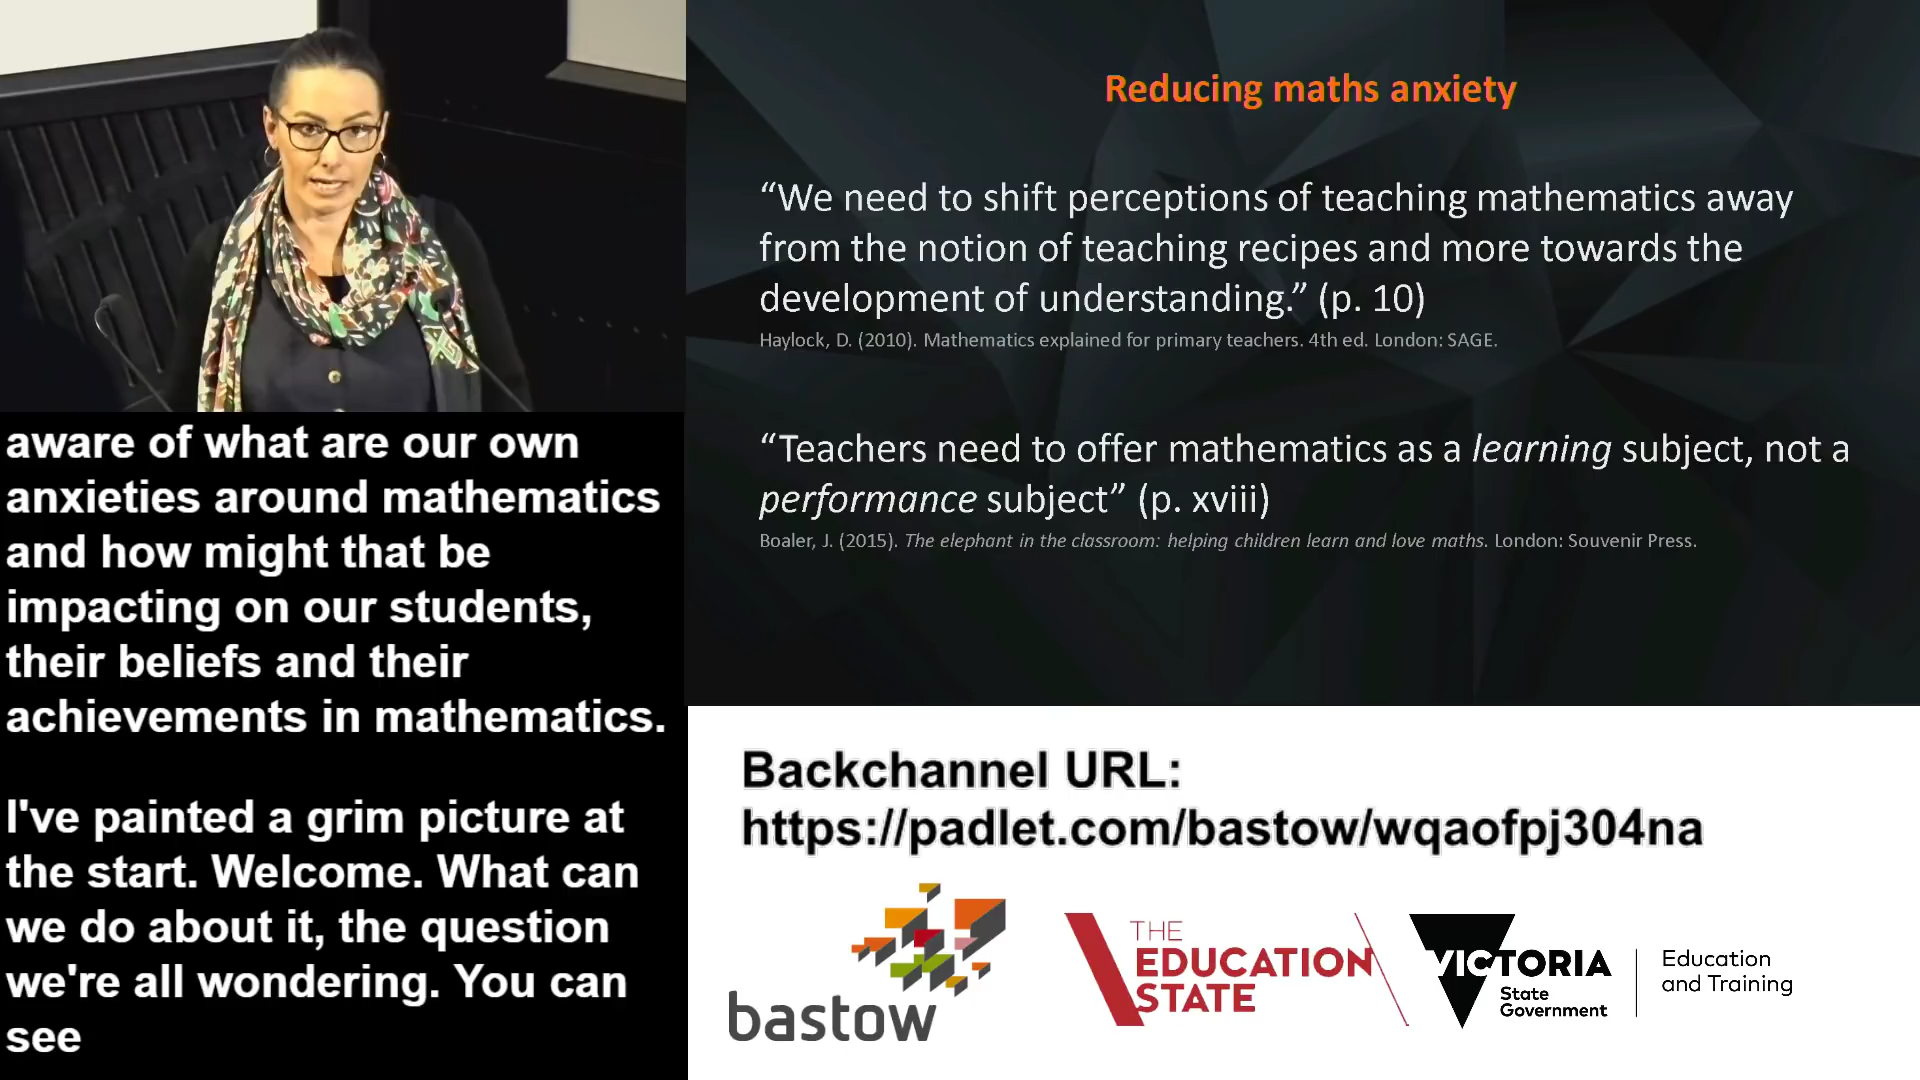 aware of what are our own
anxieties around mathematics
and how might that be
impacting on our students,
their beliefs and their
achievements in mathematics.
I've painted a grim picture at
the start. Welcome. What can
we do about it, the question
we're all wondering. You can
see
Reducing maths anxiety
“We need to shift perceptions of teaching mathematics away
from the notion of teaching recipes and more towards the
development of understanding.” (p. 10)
Haylock, D. (2010). Mathematics explained for primary teachers. 4th ed. London: SAGE.
“Teachers need to offer mathematics as a learning subject, not a
performance subject” (p. xviii)
Boaler, J. (2015). The elephant in the classroom: helping children learn and love maths. London: Souvenir Press.
Backchannel URL:
https://padlet.com/bastow/wqaofpj304na
bastow
THE
EDUCATION
STATE
VICTORIA
State
Government
Education
and Training